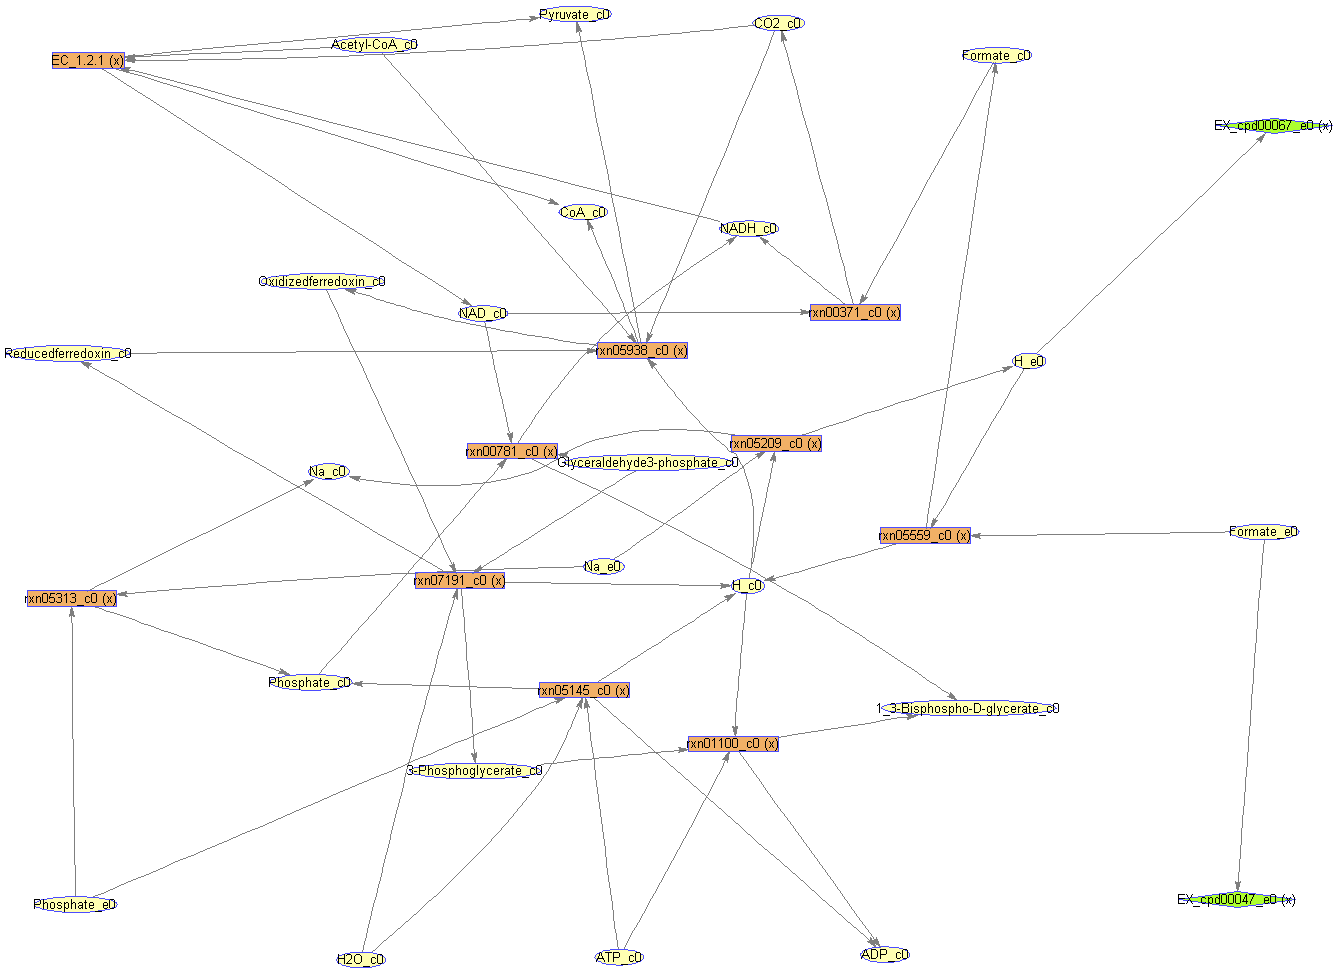 Pyruvate_c0
CO2_c0
Acetyl-CoA_c0
EC_1.2.1 (x)
Formate_c0
EX_cpd00067_e0 (x)
CoA_c0
NADH_c0
Oxidizedferredoxin_c0
NAD_c0
rxn00371_c0 (x)
Reducedferredoxin_c0
rxn05938_c0 (x)
H_e0
rxn05209_c0 (x)
rxn00781_c0 (x)
Glyceraldehyde3-phosphate_c0
Na_c0
rxn05559_c0 (x)
Formate_e0
Na_e0
rxn07191_c0 (x)
H_c0
rxn05313_c0 (x)
Phosphate_c0
rxn05145_c0 (x)
1_3-Bisphospho-D-glycerate_c0
rxn01100_c0 (x)
3-Phosphoglycerate_c0
Phosphate_e0
EX_cpd00047_e0 (x)
H2O_c0
ATP_c0
ADP_c0